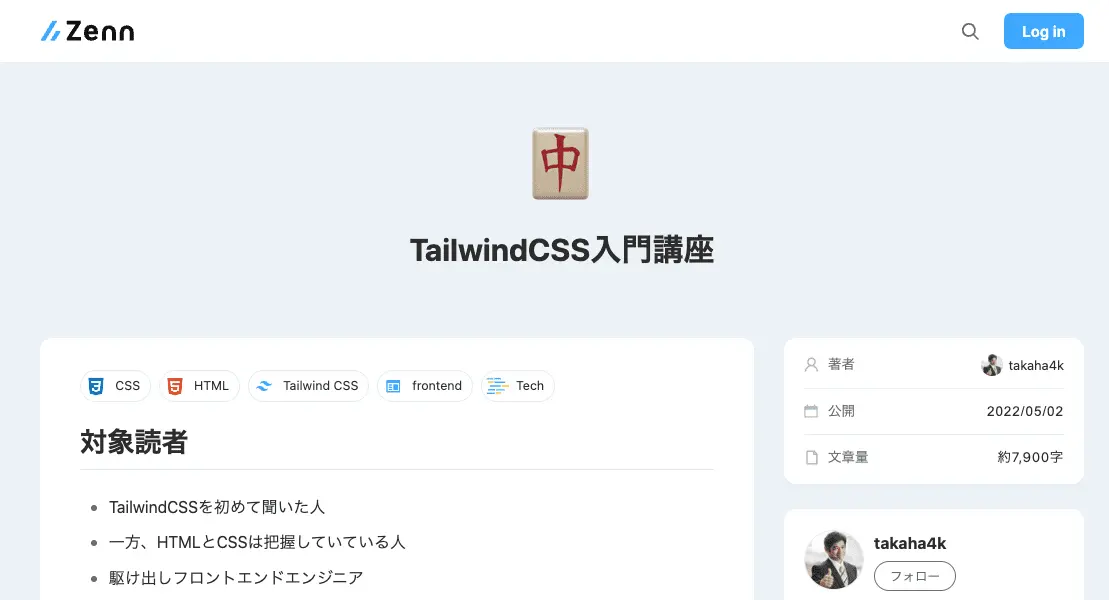 Zenn
Log in
中
TailwindCSS入門講座
CSS HTML Tailwind CSS frontend Tech
対象読者
TailwindCSSを初めて聞いた人
一方、HTMLとCSSは把握していている人
駆け出しフロントエンドエンジニア
著者 takaha4k
公開 2022/05/02
文章量 約7,900字
takaha4k
フォロー